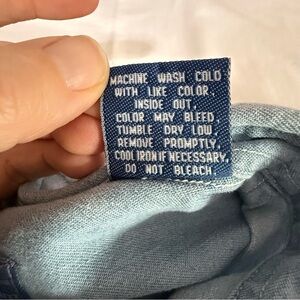 MACHINE WASH COLD
WITH LIKE COLOR,
INSIDE OUT,
COLOR MAY BLEED,
TUMBLE DRY LOW
REMOVE PROMPTLY,
COOL IRON IF NECESSARY,
DO NOT BLEACH